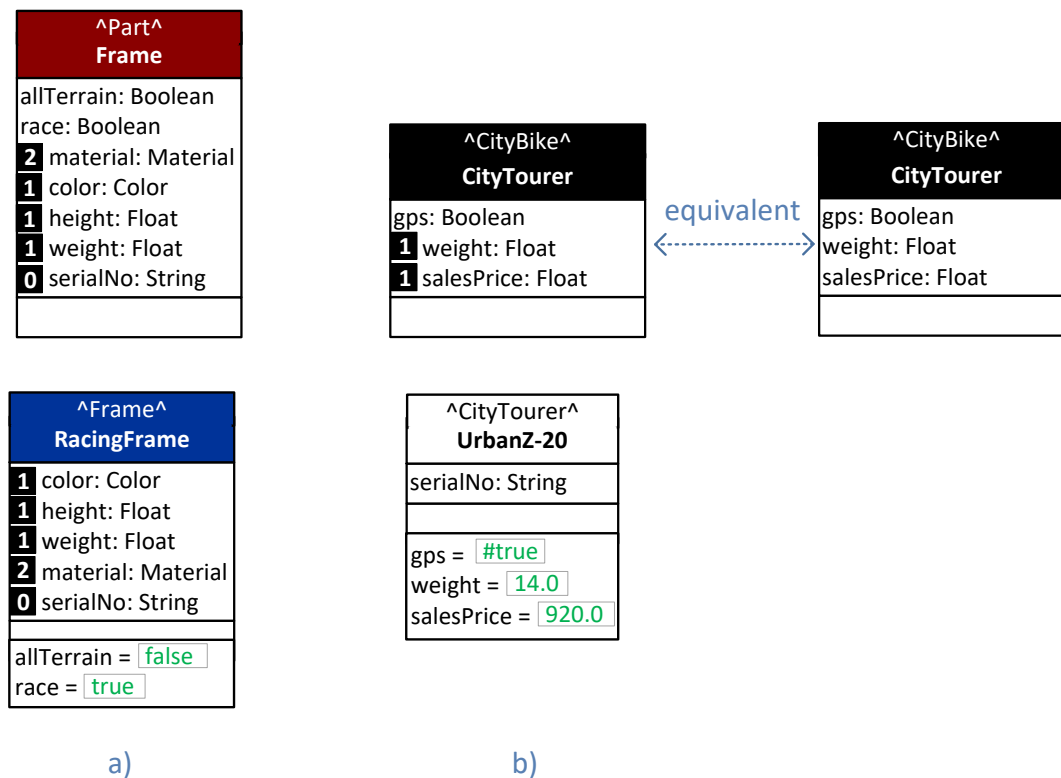 ^Part^
Frame
allTerrain: Boolean
race: Boolean
2 material: Material
1 color: Color
1 height: Float
1 weight: Float
0 serialNo: String
^Frame^
RacingFrame
1 color: Color
1 height: Float
1 weight: Float
2 material: Material
0 serialNo: String
allTerrain = false
race = true
a)
^CityBike^
CityTourer
gps: Boolean
1 weight: Float
1 salesPrice: Float
equivalent
^CityBike^
CityTourer
gps: Boolean
weight: Float
salesPrice: Float
^CityTourer^
UrbanZ-20
serialNo: String
gps = #true
weight = 14.0
salesPrice = 920.0
b)